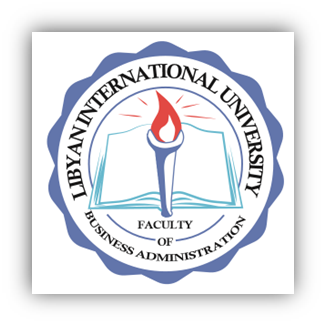 LIBYAN INTERNATIONAL UNIVERSITY
FACULTY
OF
BUSINESS ADMINISTRATION